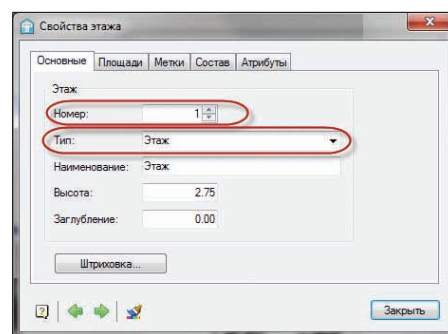 Свойства этажа
Основные Площади Метки Состав Атрибуты
Этаж
Номер: 1
Тип: Этаж
Наименование: Этаж
Высота: 2.75
Заглубление: 0.00
Штриховка...
Закрыть